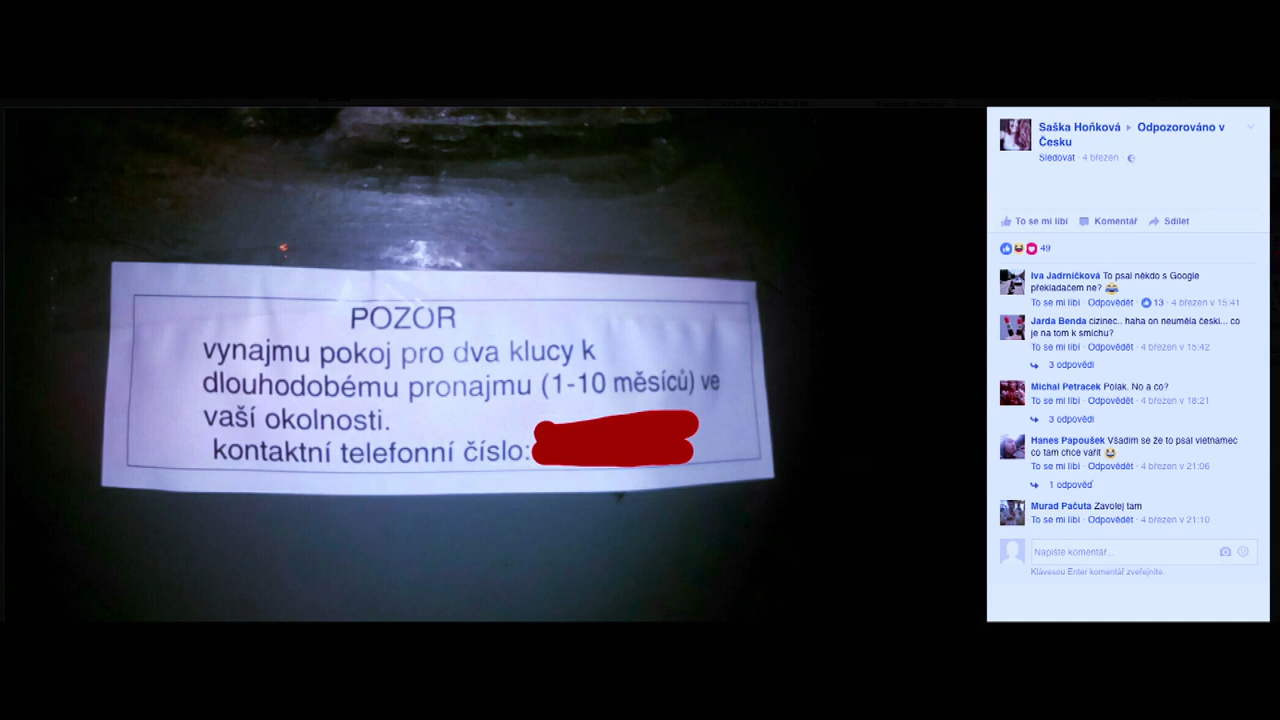 POZOR
vynajmu pokoj pro dva klucy k
dlouhodobému pronajmu (1-10 měsíců) ve
vaší okolnosti.
kontaktní telefonní číslo:
Saška Hoňková ▸ Odpozorováno v
Česku
Sledovat · 4 březen ·
To se mi líbí Komentář Sdílet
49
Iva Jadrníčková To psal někdo s Google
překladačem ne? 😂
To se mi líbí · Odpovědět · 13 · 4 březen v 15:41
Jarda Benda cizinec.. haha on neuměla česki... co
je na tom k smíchu?
To se mi líbí · Odpovědět · 4 březen v 15:42
3 odpovědi
Michal Petracek Polak. No a co?
To se mi líbí · Odpovědět · 4 březen v 18:21
3 odpovědi
Hanes Papoušek Všadim se že to psal vietnamec
co tam chce vařit 😂
To se mi líbí · Odpovědět · 4 březen v 21:06
1 odpověď
Murad Pačuta Zavolej tam
To se mi líbí · Odpovědět · 4 březen v 21:10
Napište komentář...
Klávesou Enter komentář zveřejníte.